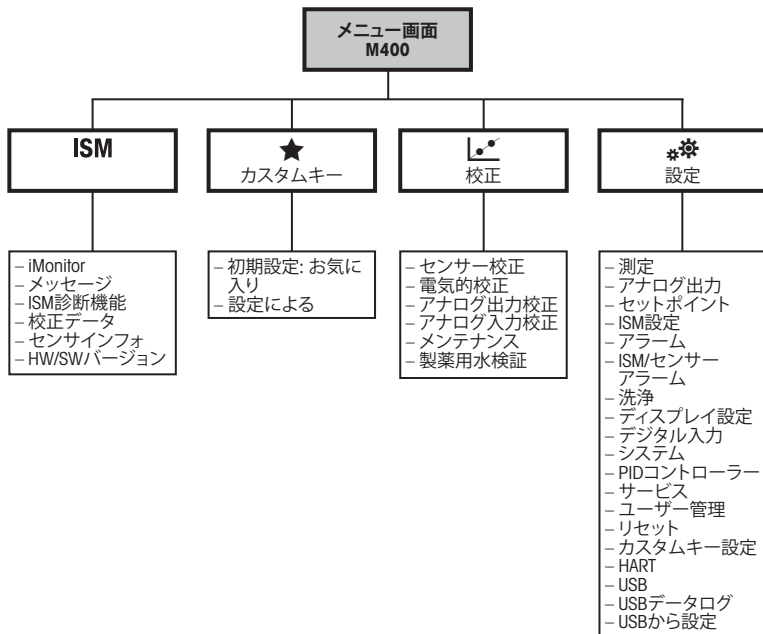 メニュー画面
M400
ISM
カスタムキー
校正
設定
– iMonitor
– メッセージ
– ISM診断機能
– 校正データ
– センサインフォ
– HW/SWバージョン
– 初期設定: お気に
入り
– 設定による
– センサー校正
– 電気的校正
– アナログ出力校正
– アナログ入力校正
– メンテナンス
– 製薬用水検証
– 測定
– アナログ出力
– セットポイント
– ISM設定
– アラーム
– ISM/センサー
アラーム
– 洗浄
– ディスプレイ設定
– デジタル入力
– システム
– PIDコントローラー
– サービス
– ユーザー管理
– リセット
– カスタムキー設定
– HART
– USB
– USBデータログ
– USBから設定